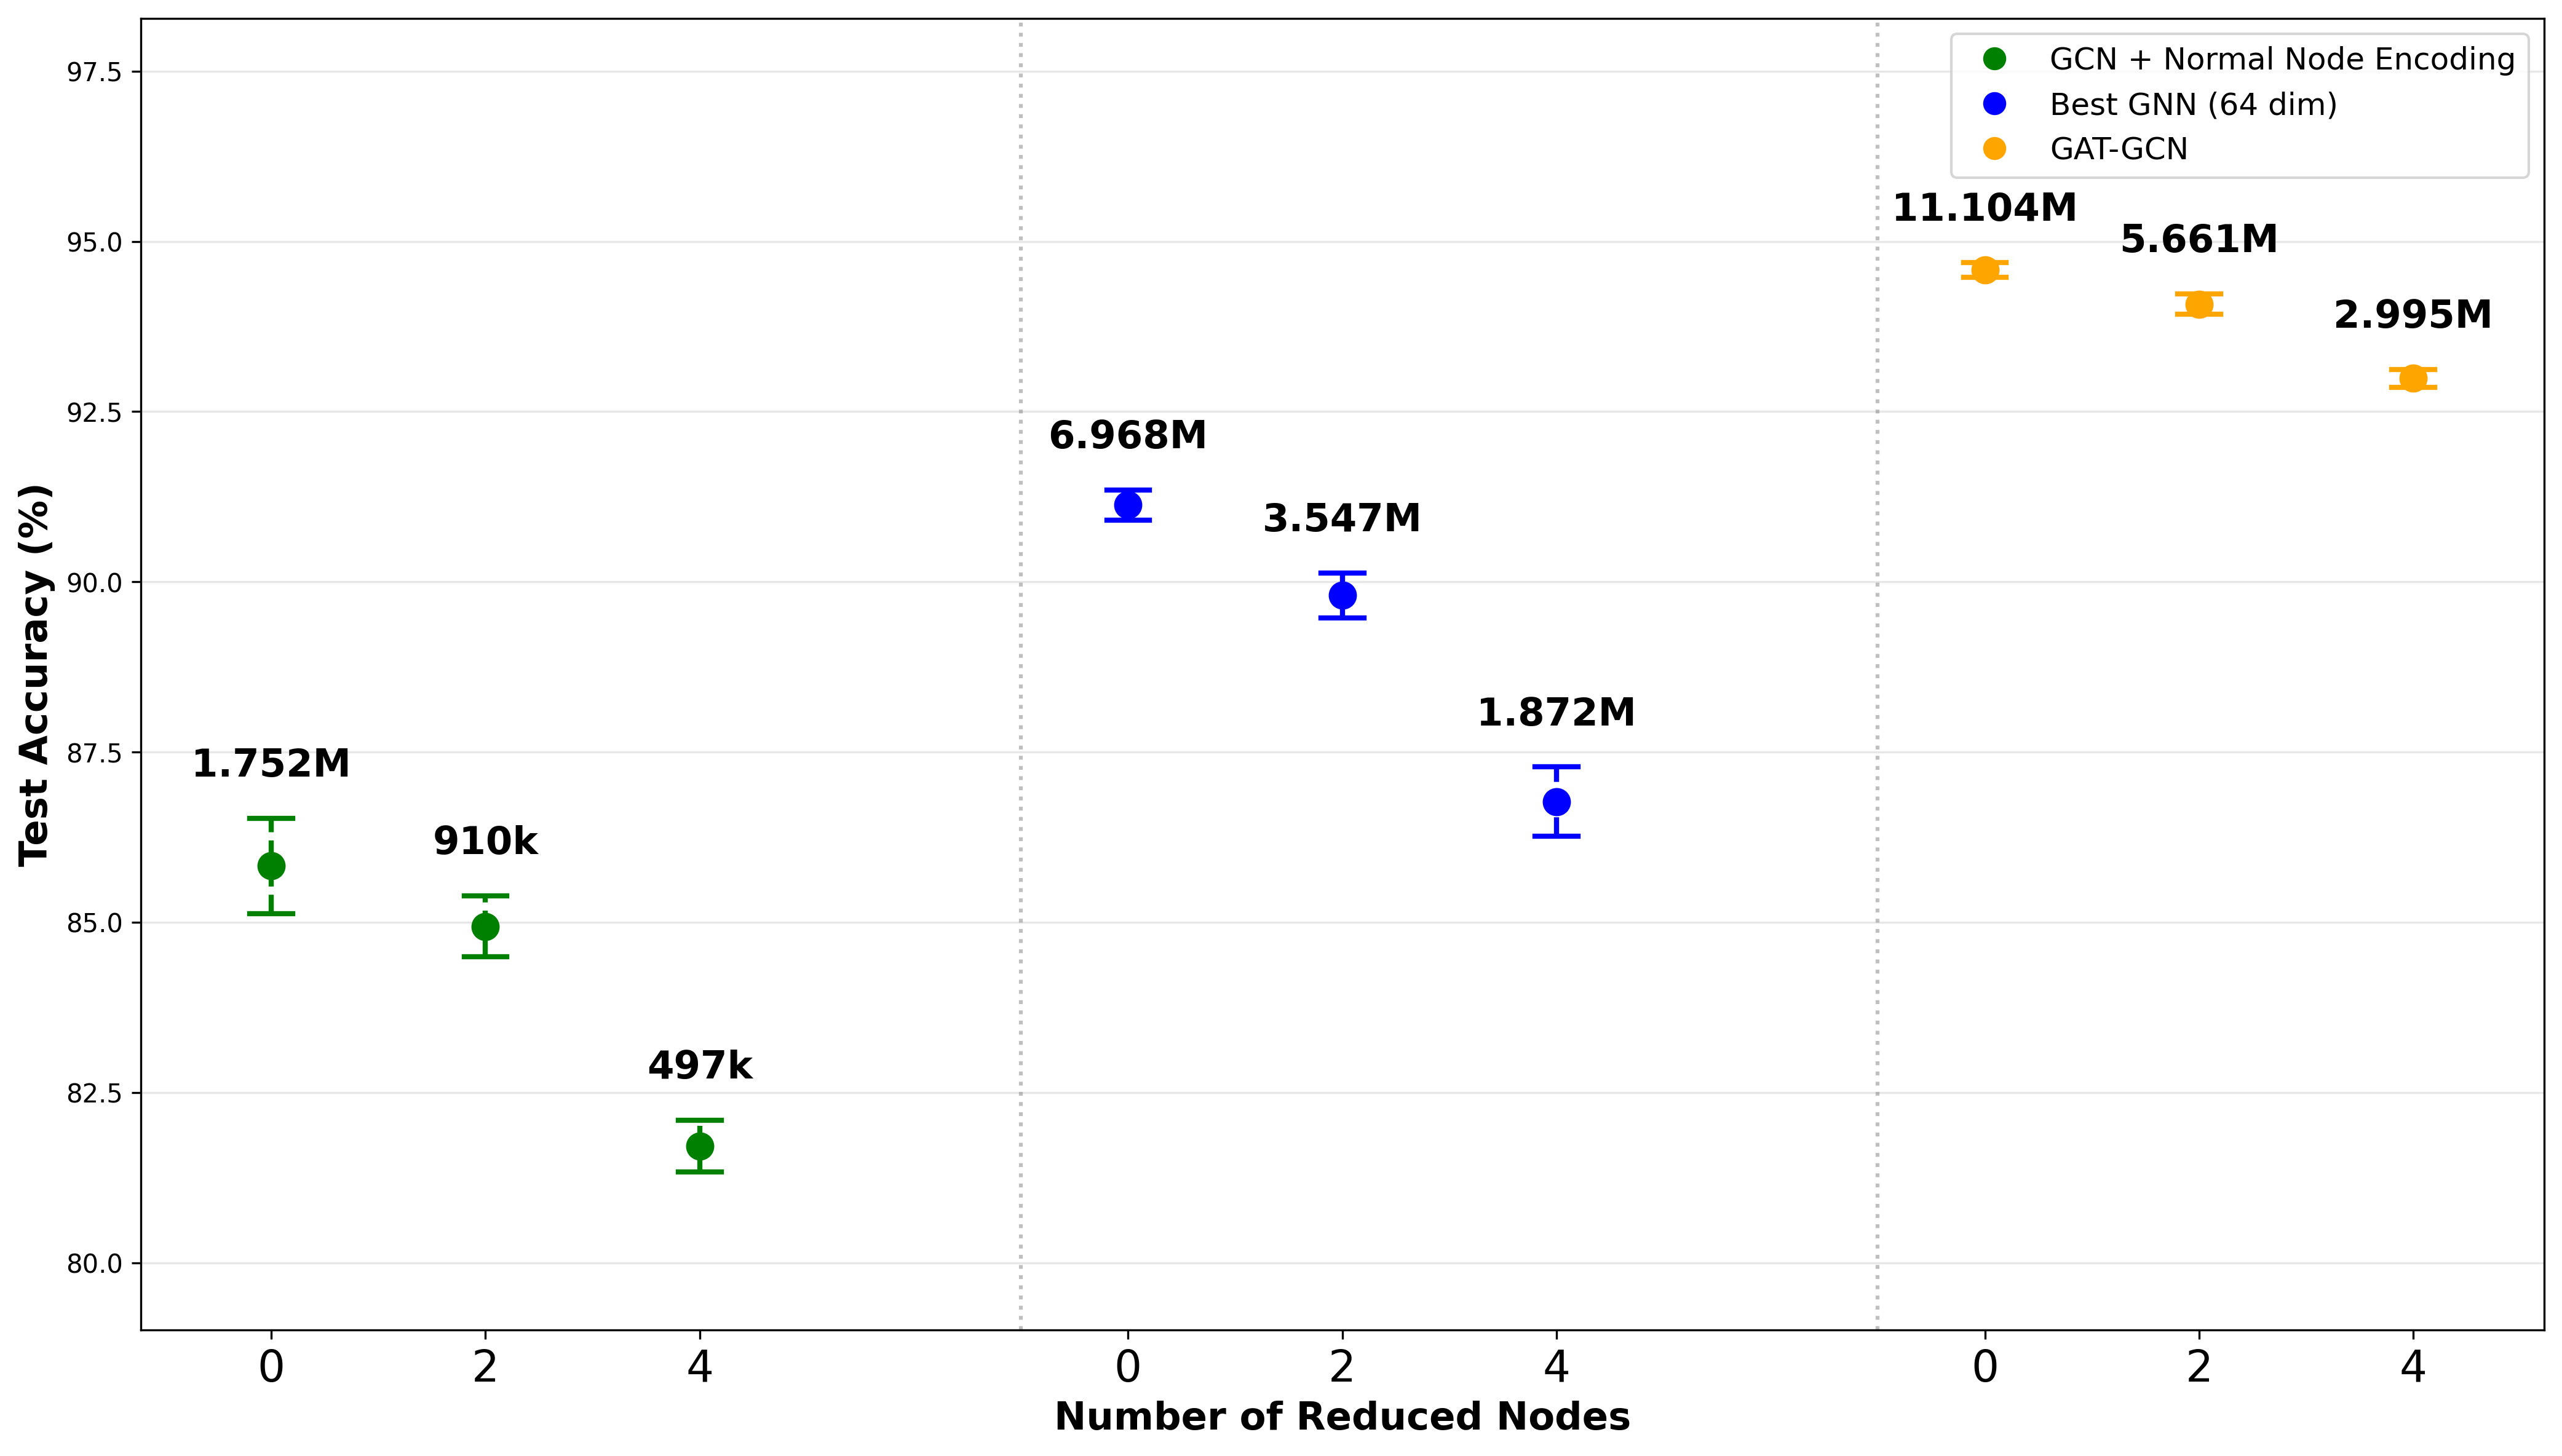 GCN + Normal Node Encoding
Best GNN (64 dim)
GAT-GCN
97.5
95.0
92.5
90.0
87.5
85.0
82.5
80.0
Test Accuracy (%)
1.752M
910k
497k
6.968M
3.547M
1.872M
11.104M
5.661M
2.995M
0 2 4 0 2 4 0 2 4
Number of Reduced Nodes